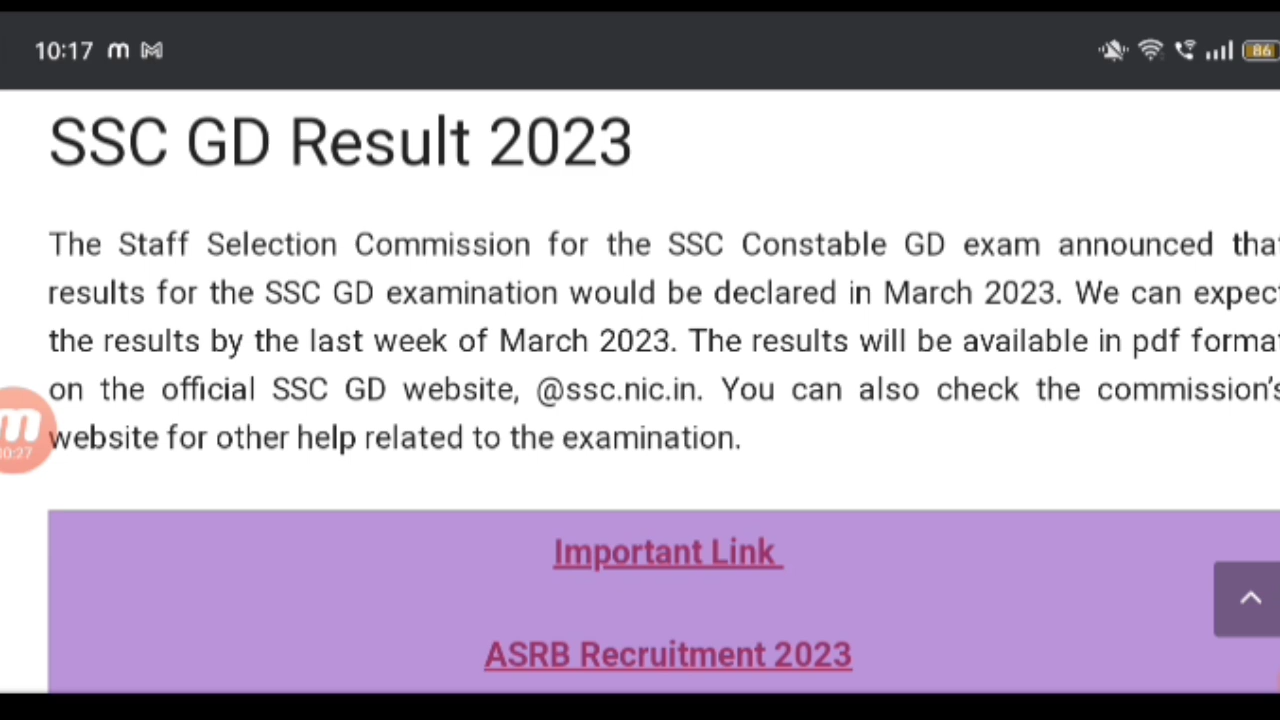 10:17
86
SSC GD Result 2023
The Staff Selection Commission for the SSC Constable GD exam announced that
results for the SSC GD examination would be declared in March 2023. We can expect
the results by the last week of March 2023. The results will be available in pdf format
on the official SSC GD website, @ssc.nic.in. You can also check the commission's
website for other help related to the examination.
00:27
Important Link
ASRB Recruitment 2023